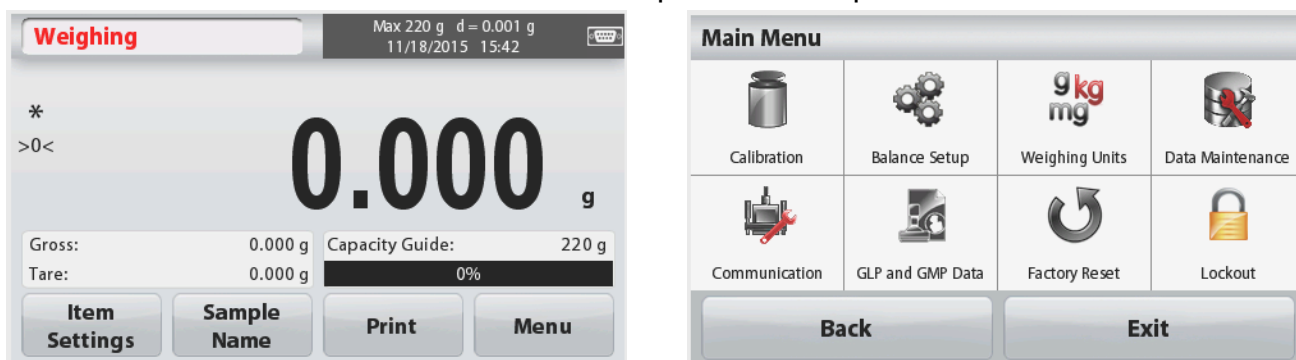 Weighing
Max 220 g d = 0.001 g
11/18/2015 15:42
*
>0<
0.000 g
Gross: 0.000 g
Tare: 0.000 g
Capacity Guide: 220 g
0%
Item
Settings
Sample
Name
Print
Menu
Main Menu
g kg
mg
Calibration
Balance Setup
Weighing Units
Data Maintenance
Communication
GLP and GMP Data
Factory Reset
Lockout
Back
Exit